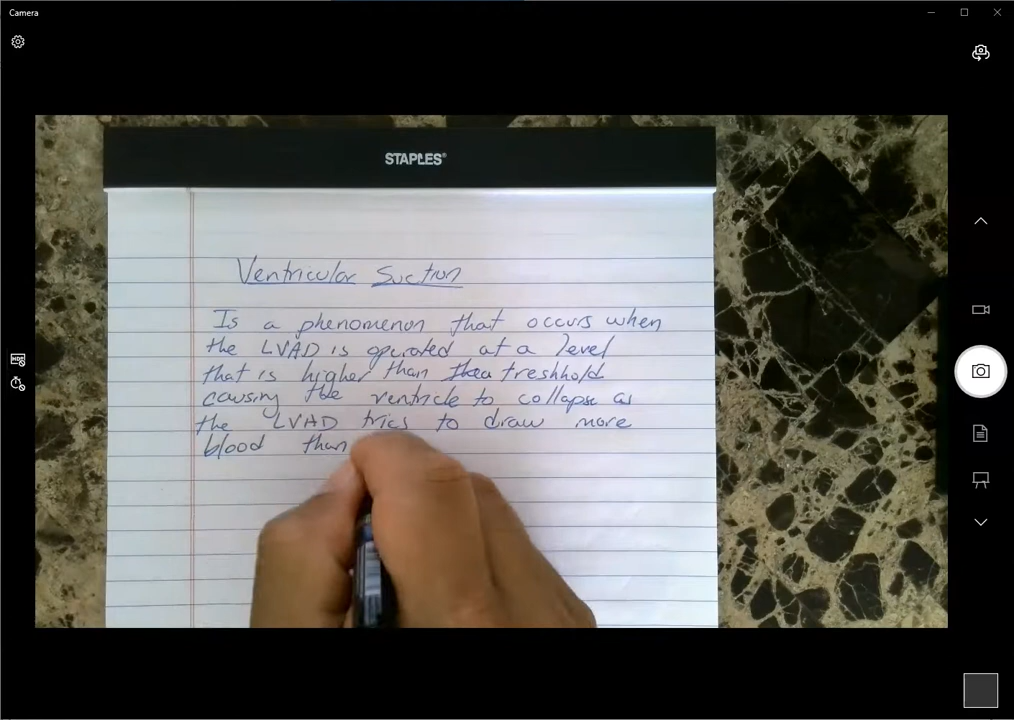 Camera
STAPLES®
Ventricular Suction
Is a phenomenon that occurs when
the LVAD is operated at a level
that is higher than a treshhold
causing the ventricle to collapse as
the LVAD tries to draw more
blood than